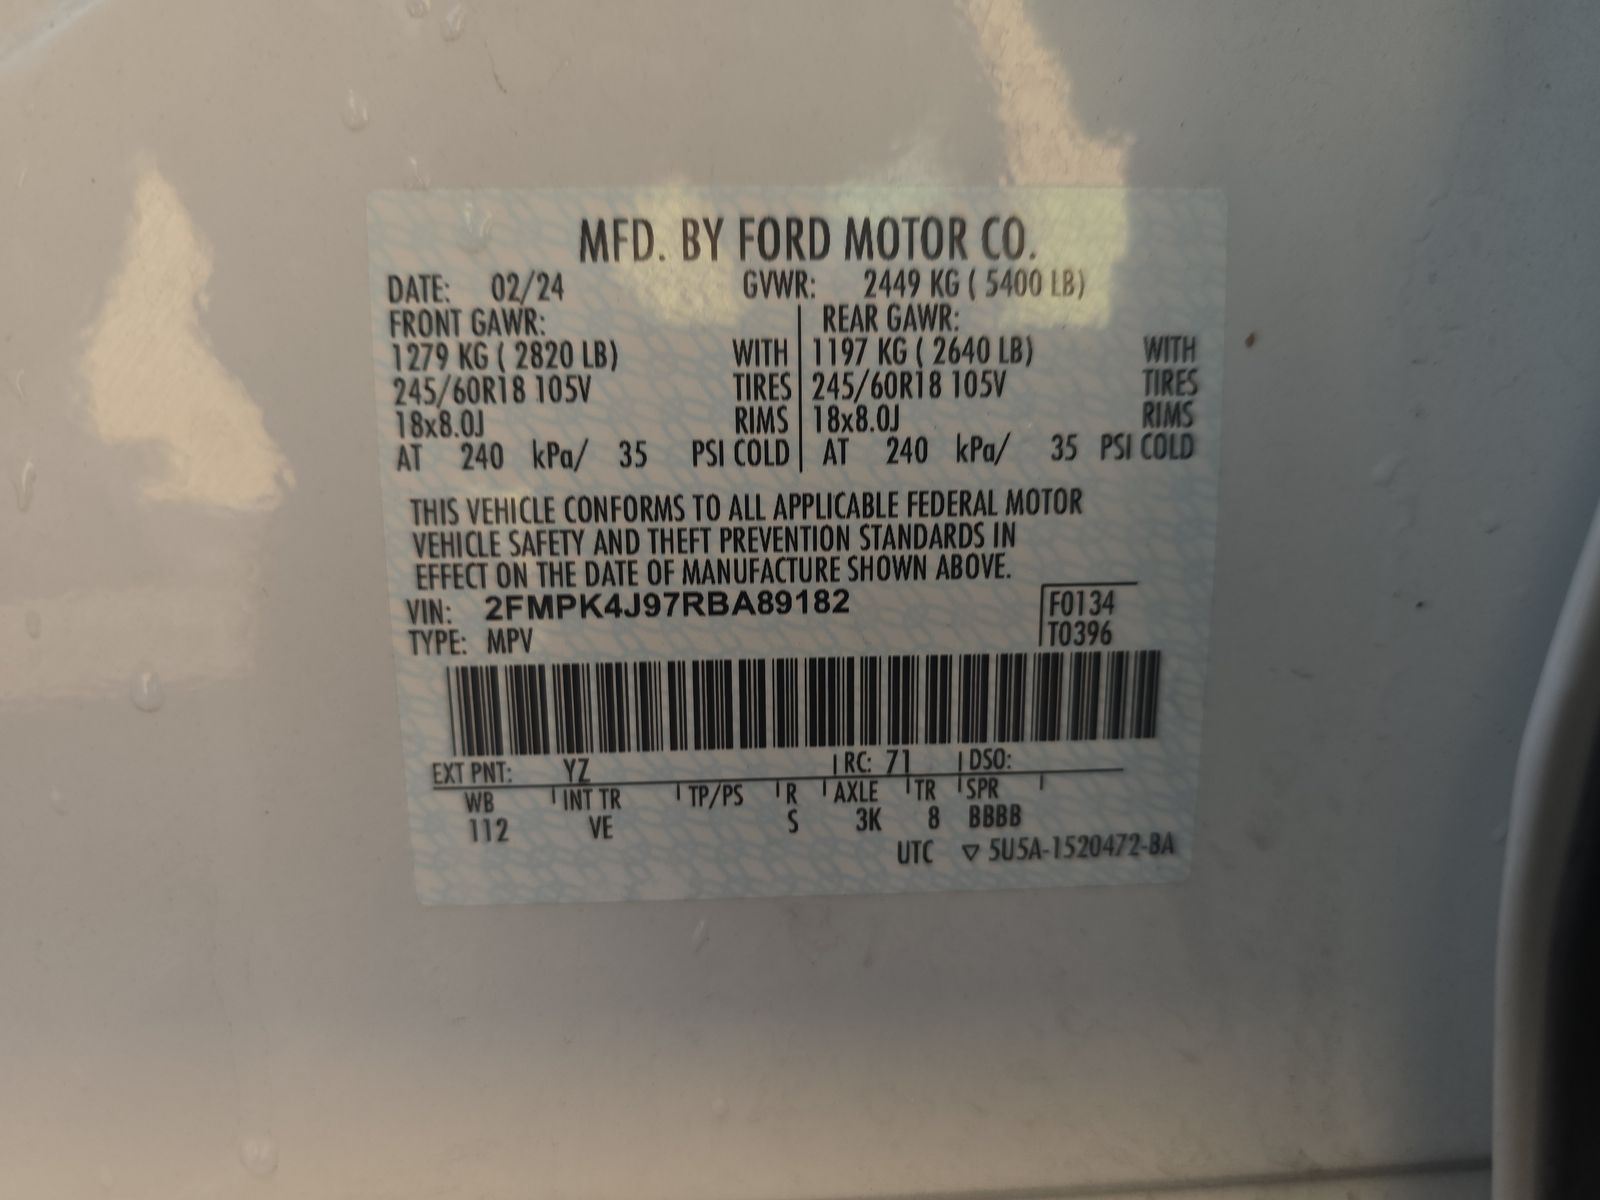 MFD. BY FORD MOTOR CO.
DATE: 02/24 GVWR: 2449 KG ( 5400 LB)
FRONT GAWR: REAR GAWR:
1279 KG ( 2820 LB) WITH 1197 KG ( 2640 LB) WITH
245/60R18 105V TIRES 245/60R18 105V TIRES
18x8.0J RIMS 18x8.0J RIMS
AT 240 kPa/ 35 PSI COLD AT 240 kPa/ 35 PSI COLD
THIS VEHICLE CONFORMS TO ALL APPLICABLE FEDERAL MOTOR
VEHICLE SAFETY AND THEFT PREVENTION STANDARDS IN
EFFECT ON THE DATE OF MANUFACTURE SHOWN ABOVE.
VIN: 2FMPK4J97RBA89182 F0134
TYPE: MPV T0396
EXT PNT: YZ RC: 71 DSO:
WB INT TR TP/PS R AXLE TR SPR
112 VE S 3K 8 BBBB
UTC ▽ 5U5A-1520472-BA